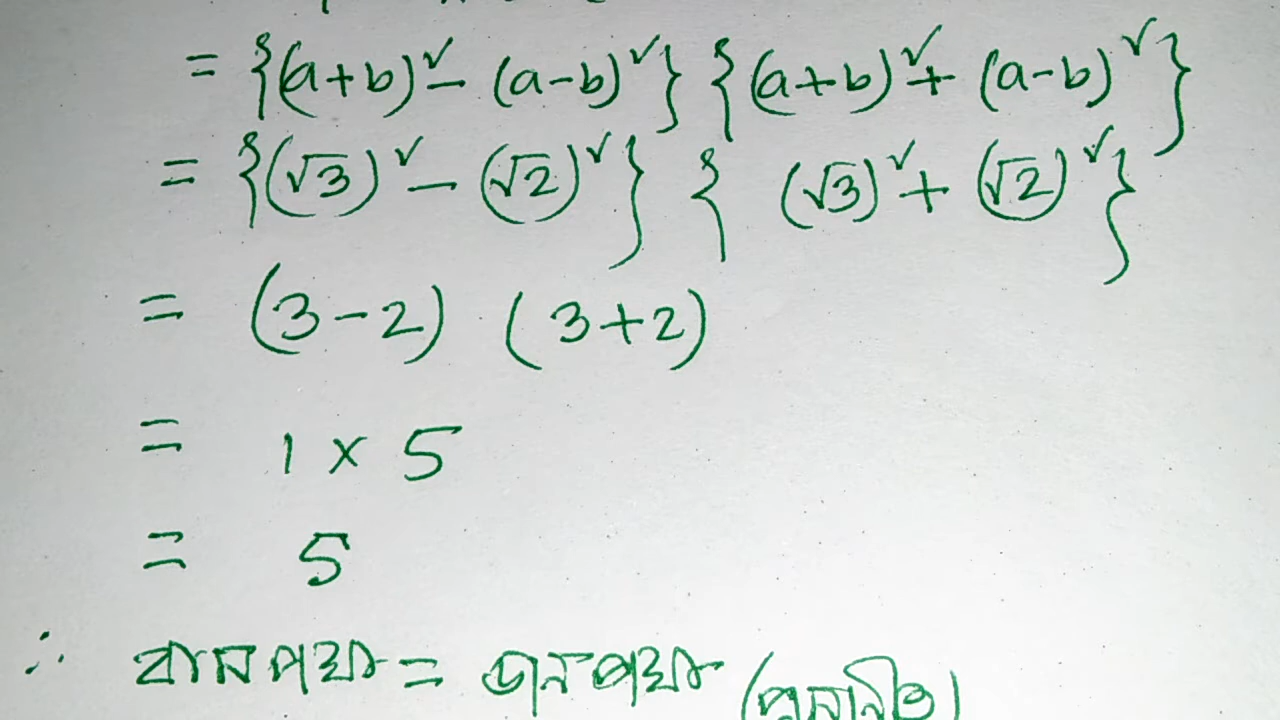 = {(a+b)² - (a-b)²} {(a+b)² + (a-b)²}
= {(√3)² - (√2)²} { (√3)² + (√2)²}
= (3-2) (3+2)
= 1 × 5
= 5
∴ বামপক্ষ = ডানপক্ষ (প্রমানীত)